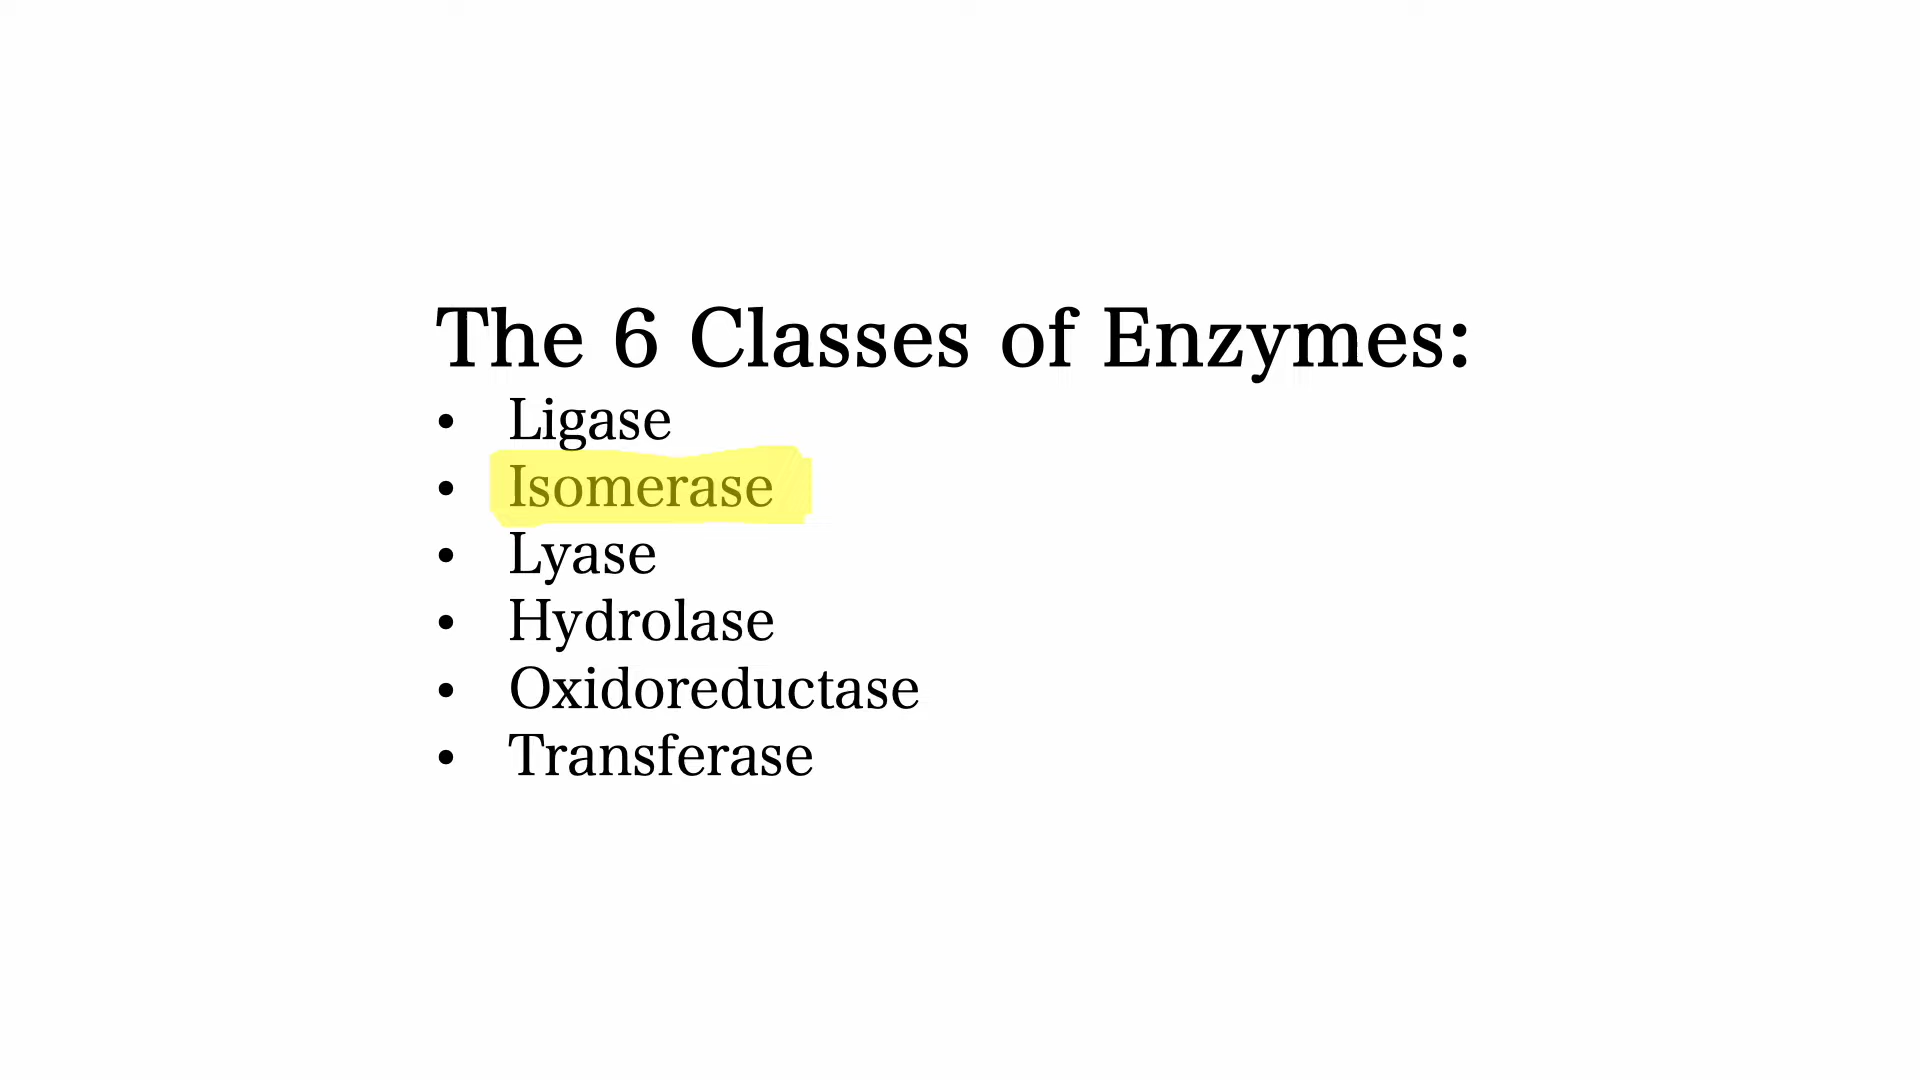 The 6 Classes of Enzymes:
• Ligase
• Isomerase
• Lyase
• Hydrolase
• Oxidoreductase
• Transferase